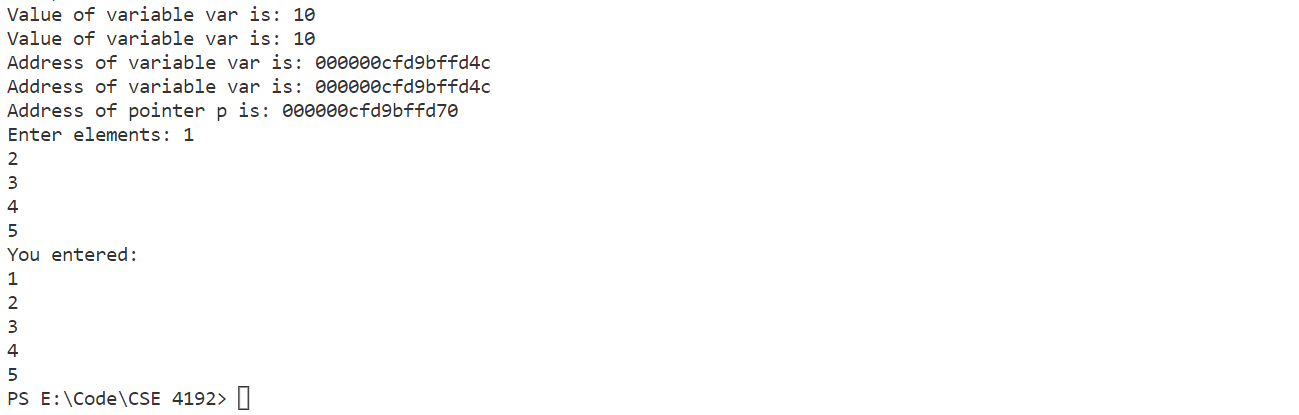 Value of variable var is: 10
Value of variable var is: 10
Address of variable var is: 000000cfd9bffd4c
Address of variable var is: 000000cfd9bffd4c
Address of pointer p is: 000000cfd9bffd70
Enter elements: 1
2
3
4
5
You entered:
1
2
3
4
5
PS E:\Code\CSE 4192>